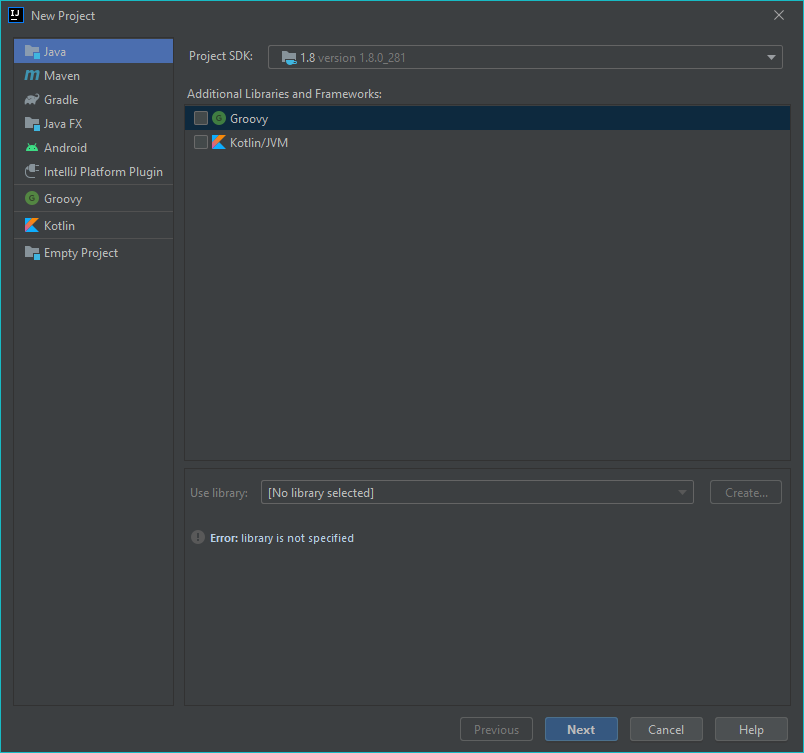 New Project
Java
Maven
Gradle
Java FX
Android
IntelliJ Platform Plugin
Groovy
Kotlin
Empty Project
Project SDK: 1.8 version 1.8.0_281
Additional Libraries and Frameworks:
Groovy
Kotlin/JVM
Use library: [No library selected] Create...
Error: library is not specified
Previous Next Cancel Help